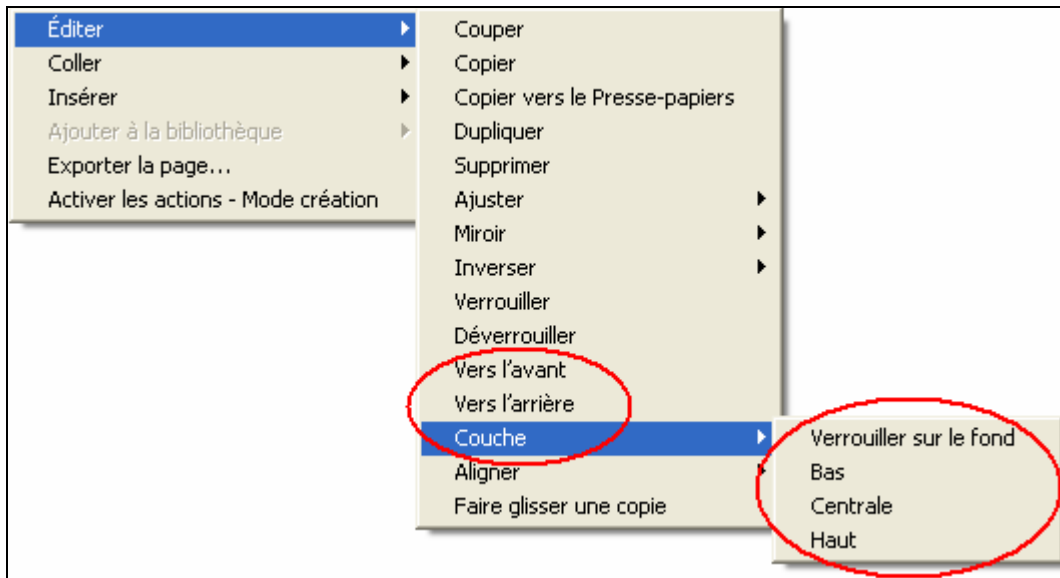 Éditer
Coller
Insérer
Ajouter à la bibliothèque
Exporter la page...
Activer les actions - Mode création
Couper
Copier
Copier vers le Presse-papiers
Dupliquer
Supprimer
Ajuster
Miroir
Inverser
Verrouiller
Déverrouiller
Vers l'avant
Vers l'arrière
Couche
Aligner
Faire glisser une copie
Verrouiller sur le fond
Bas
Centrale
Haut